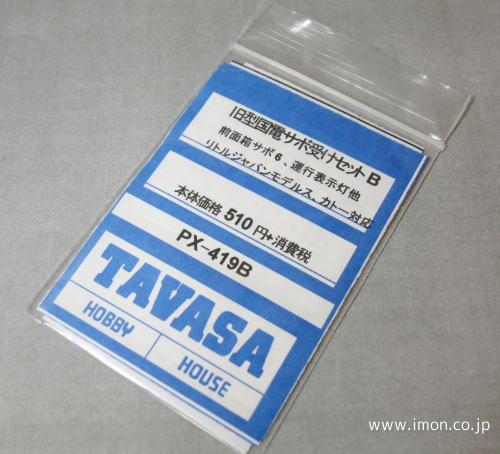 旧型国電サボ受けセットB
前面箱サボ6、運行表示灯他
リトルジャパンモデルス、カトー対応
本体価格 510 円+消費税
PX-419B
TAVASA
HOBBY
HOUSE
www.imon.co.jp